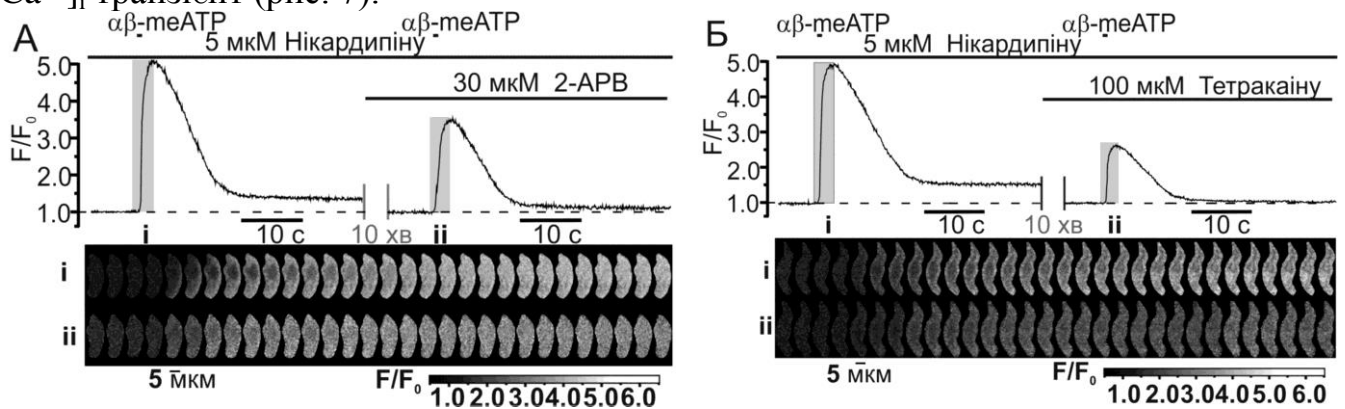 Ca²⁺]ᵢ транзієнт (рис. 7).
А
αβ-meATP
αβ-meATP
5 мкМ Нікардипіну
30 мкМ 2-APB
F/F₀
5.0
4.0
3.0
2.0
1.0
i
10 с
10 хв
ii
10 с
i
ii
5 мкм
F/F₀
1.0 2.0 3.0 4.0 5.0 6.0
Б
αβ-meATP
αβ-meATP
5 мкМ Нікардипіну
100 мкМ Тетракаіну
F/F₀
5.0
4.0
3.0
2.0
1.0
i
10 с
10 хв
ii
10 с
i
ii
5 мкм
F/F₀
1.0 2.0 3.0 4.0 5.0 6.0